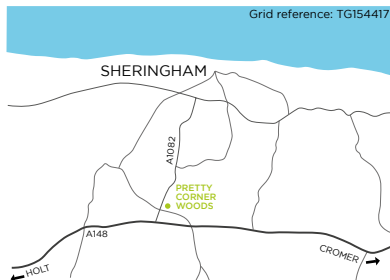 Grid reference: TG154417
SHERINGHAM
A1082
PRETTY
CORNER
WOODS
A148
HOLT
CROMER